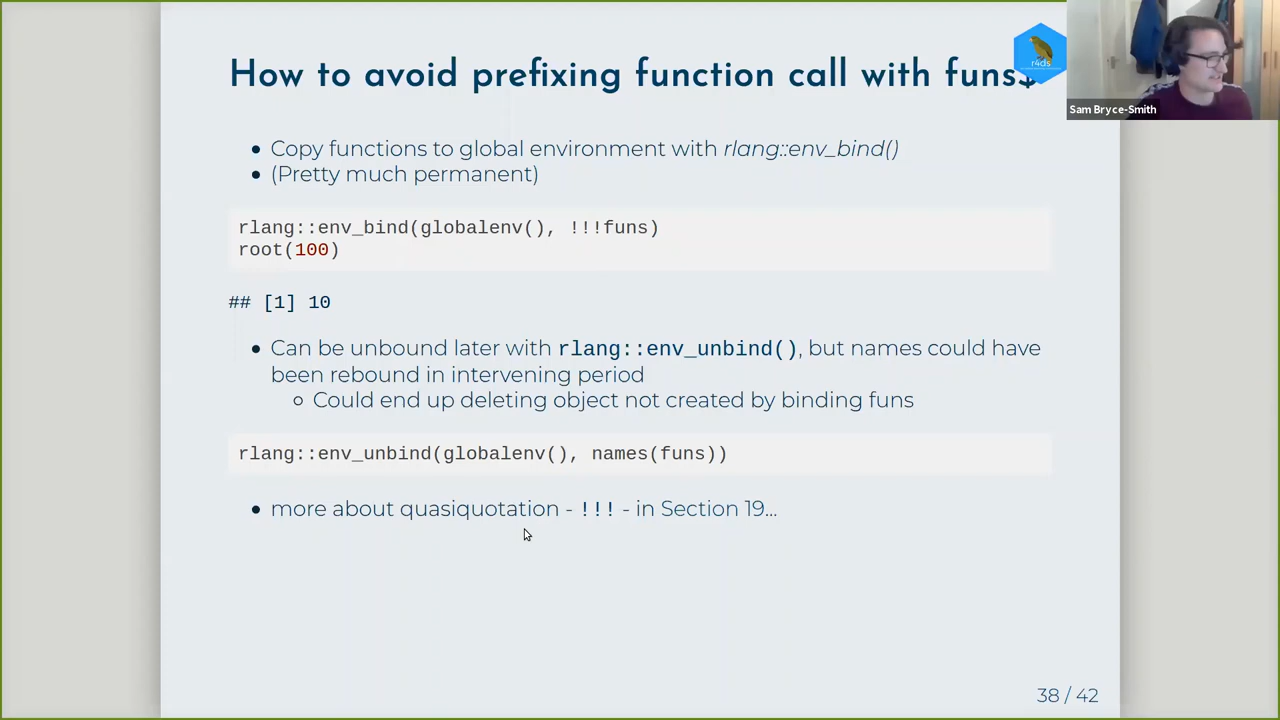 How to avoid prefixing function call with funs$
r4ds
Sam Bryce-Smith
• Copy functions to global environment with rlang::env_bind()
• (Pretty much permanent)
rlang::env_bind(globalenv(), !!!funs)
root(100)
## [1] 10
• Can be unbound later with rlang::env_unbind(), but names could have
been rebound in intervening period
○ Could end up deleting object not created by binding funs
rlang::env_unbind(globalenv(), names(funs))
• more about quasiquotation - !!! - in Section 19...
38 / 42